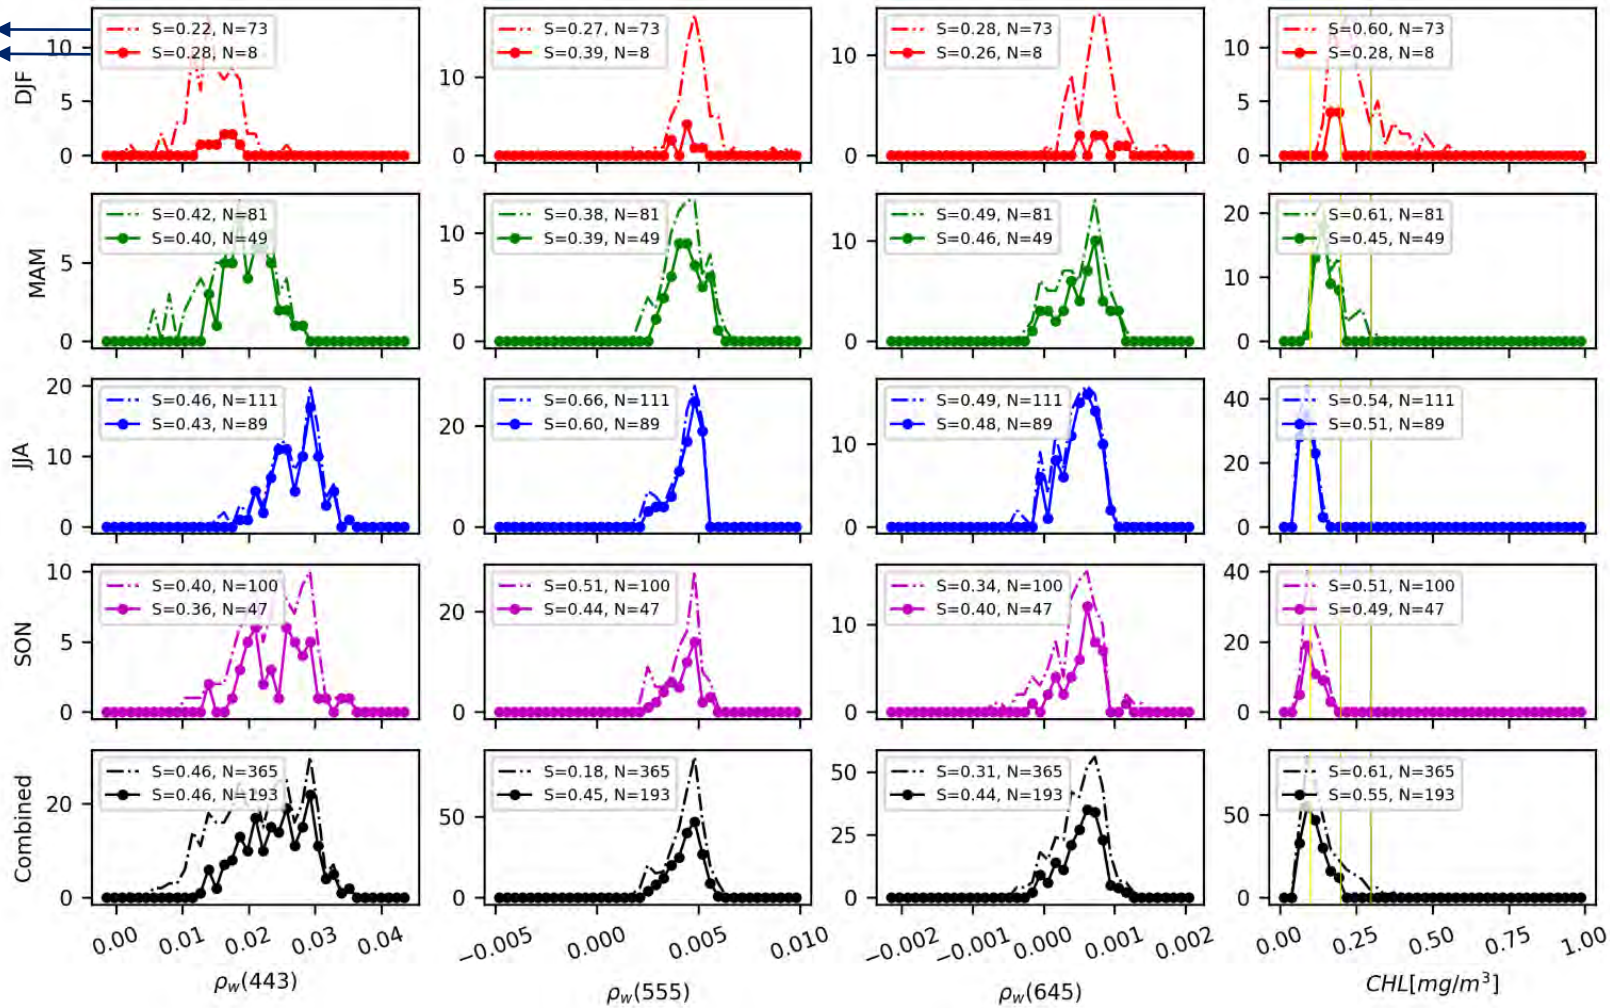 DJF
10
5
0
S=0.22, N=73
S=0.28, N=8
10
0
S=0.27, N=73
S=0.39, N=8
10
0
S=0.28, N=73
S=0.26, N=8
10
5
0
S=0.60, N=73
S=0.28, N=8
MAM
5
0
S=0.42, N=81
S=0.40, N=49
10
5
0
S=0.38, N=81
S=0.39, N=49
10
0
S=0.49, N=81
S=0.46, N=49
20
10
0
S=0.61, N=81
S=0.45, N=49
JJA
20
10
0
S=0.46, N=111
S=0.43, N=89
20
0
S=0.66, N=111
S=0.60, N=89
10
0
S=0.49, N=111
S=0.48, N=89
40
20
0
S=0.54, N=111
S=0.51, N=89
SON
10
5
0
S=0.40, N=100
S=0.36, N=47
20
0
S=0.51, N=100
S=0.44, N=47
10
0
S=0.34, N=100
S=0.40, N=47
40
20
0
S=0.51, N=100
S=0.49, N=47
Combined
20
0
S=0.46, N=365
S=0.46, N=193
50
0
S=0.18, N=365
S=0.45, N=193
50
25
0
S=0.31, N=365
S=0.44, N=193
50
0
S=0.61, N=365
S=0.55, N=193
0.00 0.01 0.02 0.03 0.04
−0.005 0.000 0.005 0.010
−0.002 −0.001 0.000 0.001 0.002
0.00 0.25 0.50 0.75 1.00
ρw(443)
ρw(555)
ρw(645)
CHL[mg/m³]